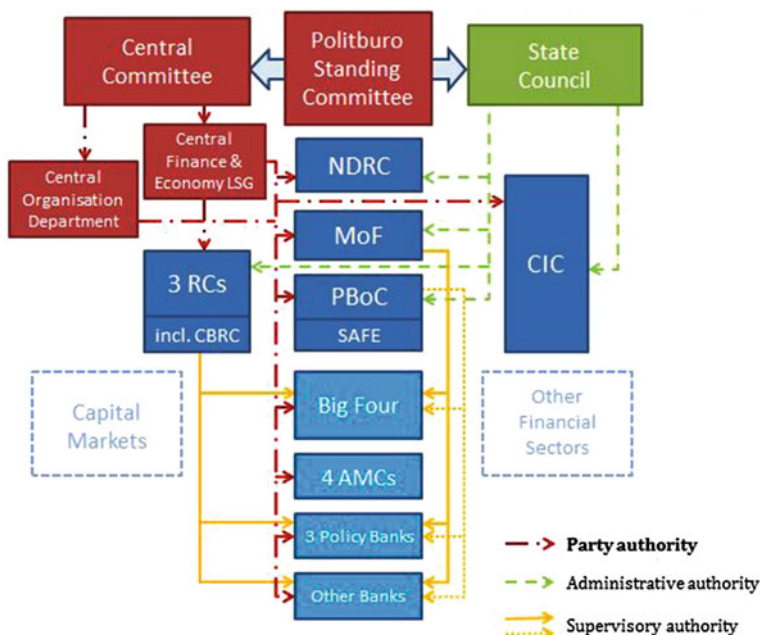 Central
Committee
Politburo
Standing
Committee
State
Council
Central
Finance &
Economy LSG
Central
Organisation
Department
NDRC
MoF
CIC
3 RCs
incl. CBRC
PBoC
SAFE
Capital
Markets
Big Four
Other
Financial
Sectors
4 AMCs
3 Policy Banks
Other Banks
Party authority
Administrative authority
Supervisory authority